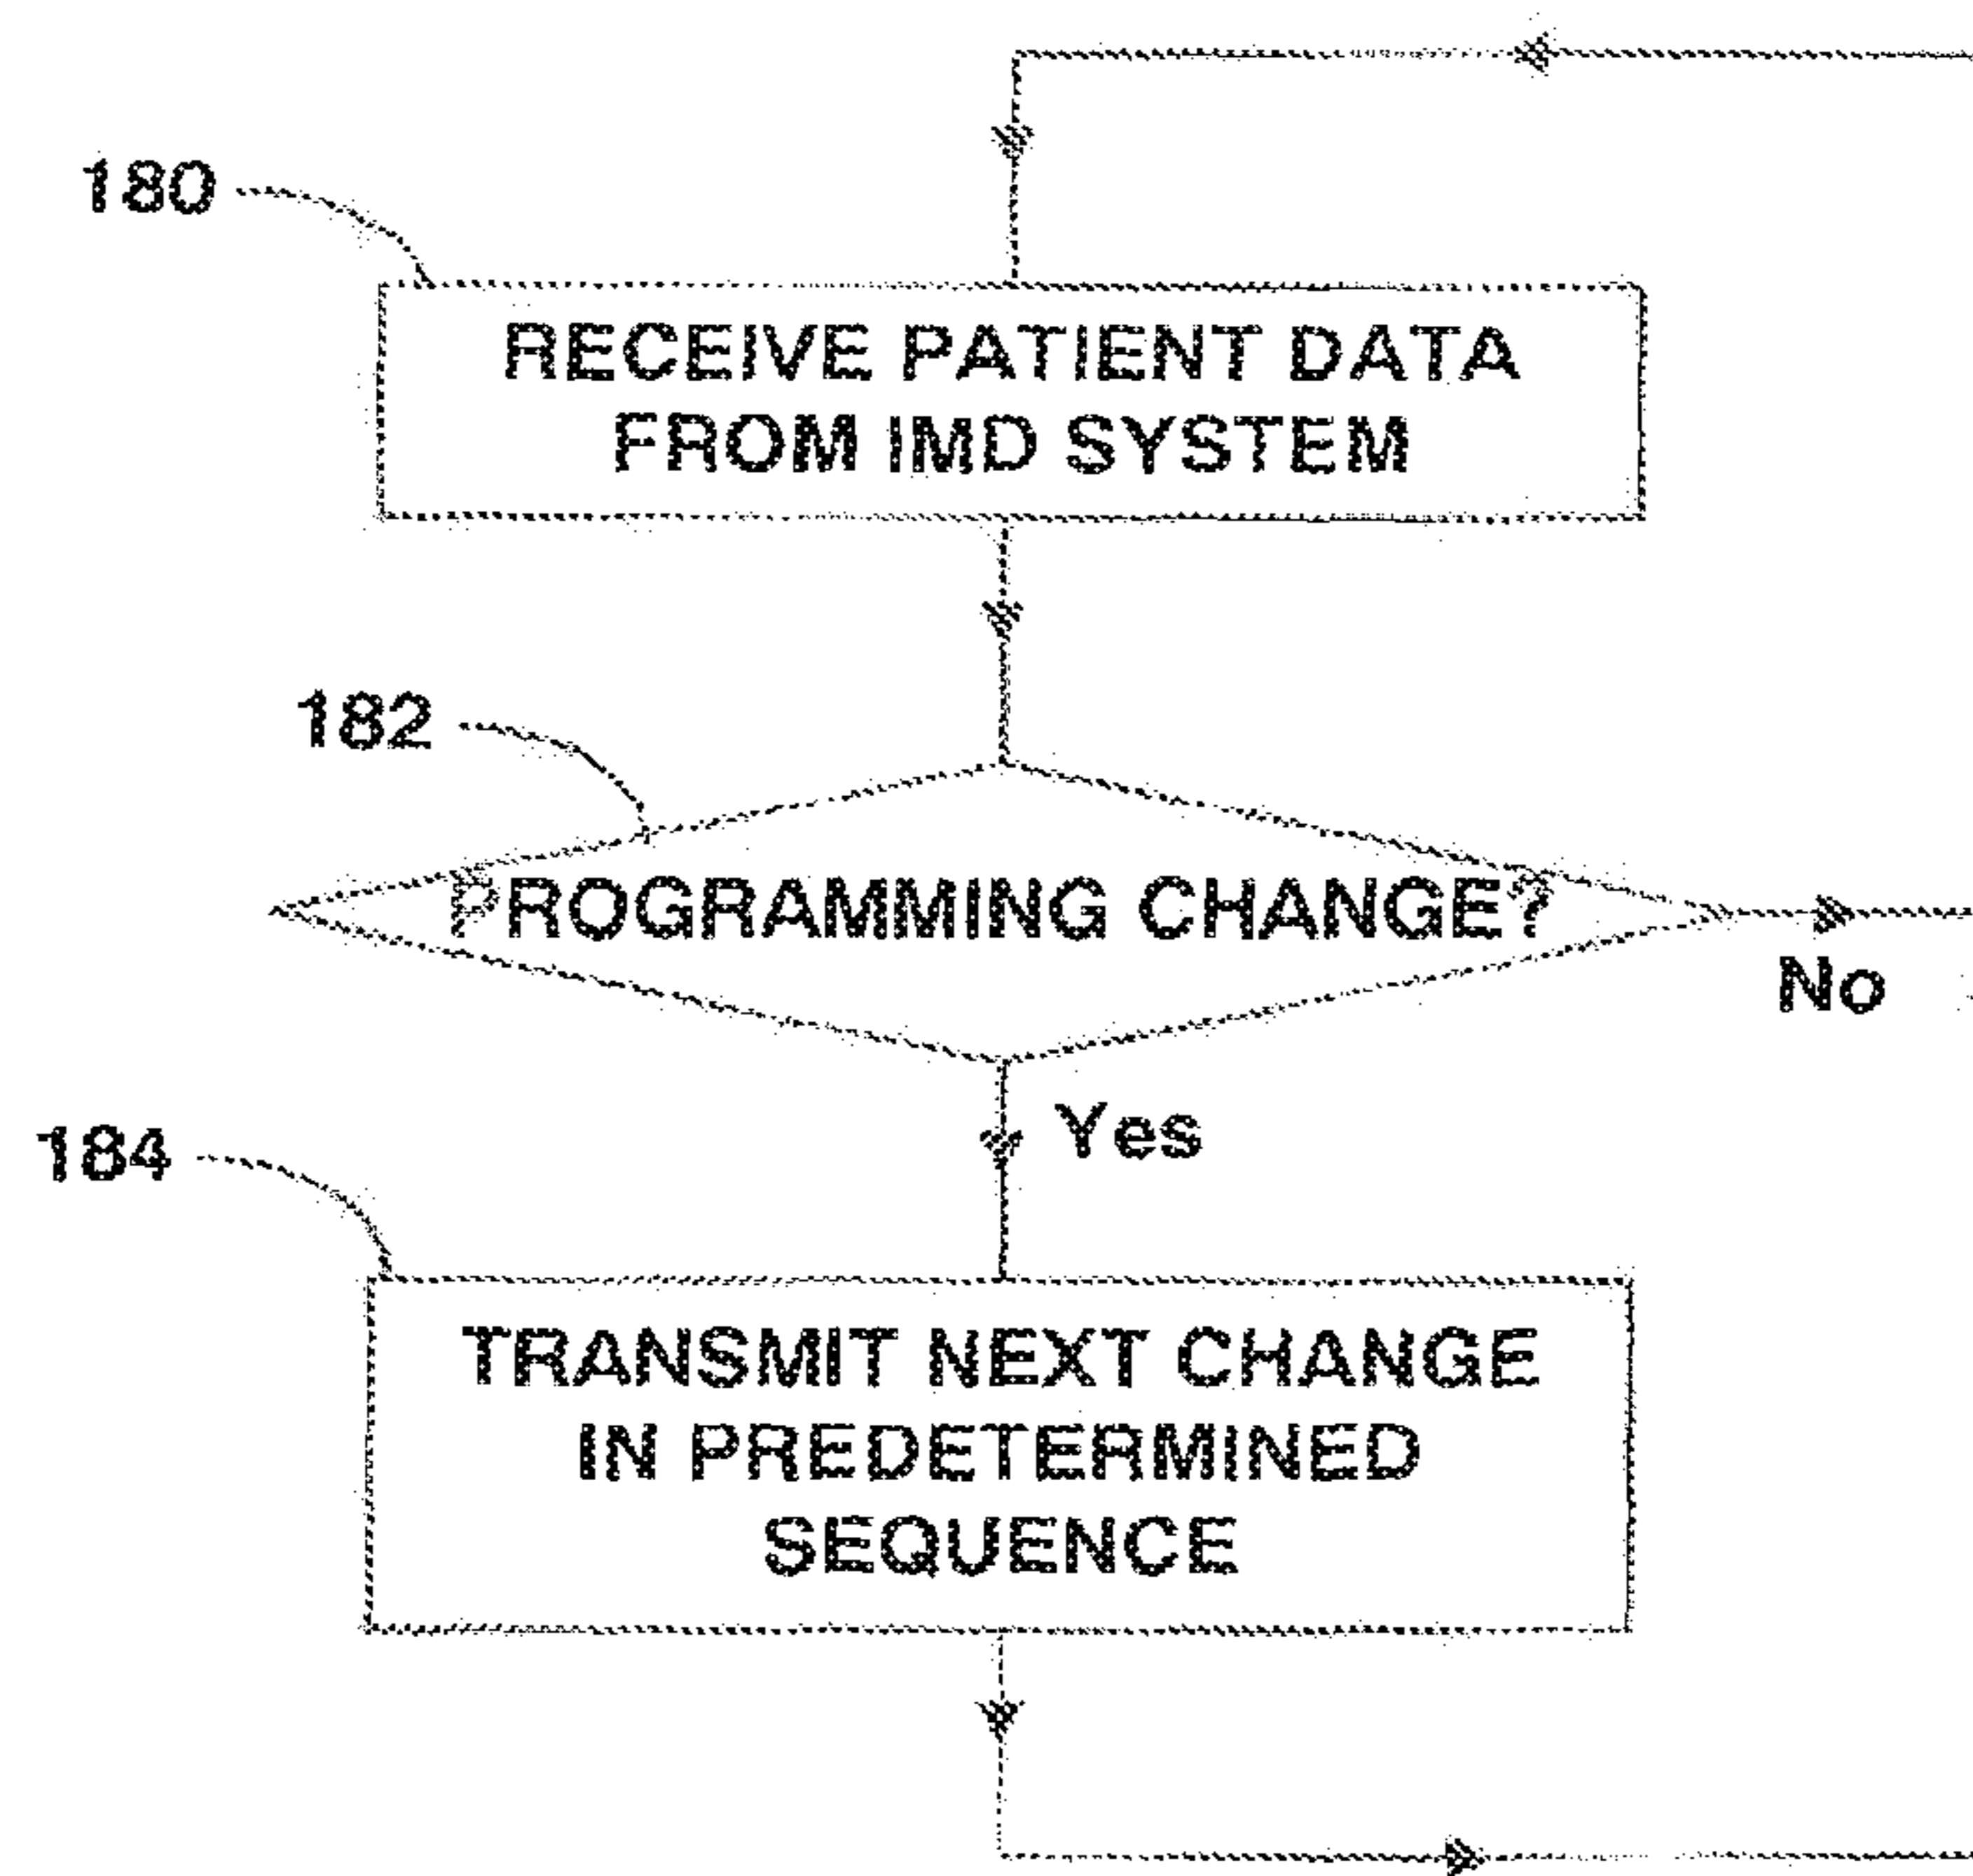 180
RECEIVE PATIENT DATA
FROM IMD SYSTEM
182
PROGRAMMING CHANGE?
No
Yes
184
TRANSMIT NEXT CHANGE
IN PREDETERMINED
SEQUENCE